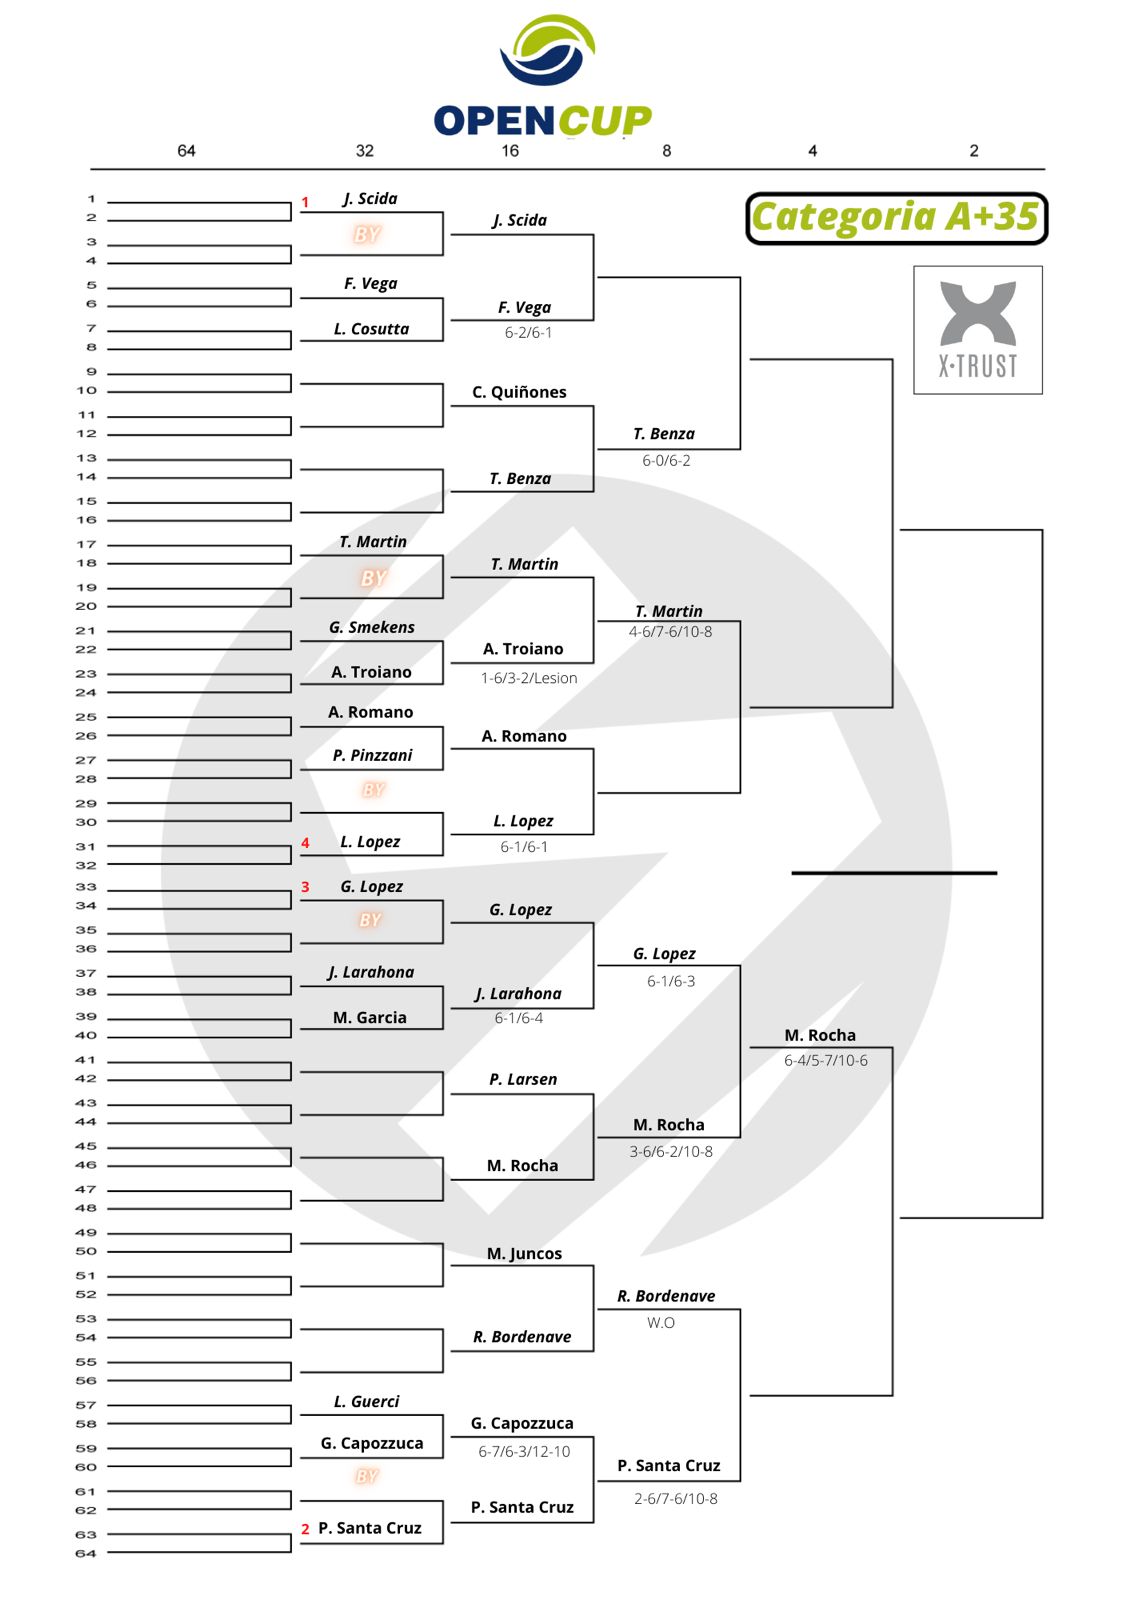 OPENCUP
64 32 16 8 4 2
Categoria A+35
X·TRUST
1
2
3
4
5
6
7
8
9
10
11
12
13
14
15
16
17
18
19
20
21
22
23
24
25
26
27
28
29
30
31
32
33
34
35
36
37
38
39
40
41
42
43
44
45
46
47
48
49
50
51
52
53
54
55
56
57
58
59
60
61
62
63
64
1 J. Scida
BY
F. Vega
L. Cosutta
T. Martin
BY
G. Smekens
A. Troiano
A. Romano
P. Pinzzani
BY
4 L. Lopez
3 G. Lopez
BY
J. Larahona
M. Garcia
L. Guerci
G. Capozzuca
BY
2 P. Santa Cruz
J. Scida
F. Vega
6-2/6-1
C. Quiñones
T. Benza
T. Martin
A. Troiano
1-6/3-2/Lesion
A. Romano
L. Lopez
6-1/6-1
G. Lopez
J. Larahona
6-1/6-4
P. Larsen
M. Rocha
M. Juncos
R. Bordenave
G. Capozzuca
6-7/6-3/12-10
P. Santa Cruz
T. Benza
6-0/6-2
T. Martin
4-6/7-6/10-8
G. Lopez
6-1/6-3
M. Rocha
3-6/6-2/10-8
R. Bordenave
W.O
P. Santa Cruz
2-6/7-6/10-8
M. Rocha
6-4/5-7/10-6